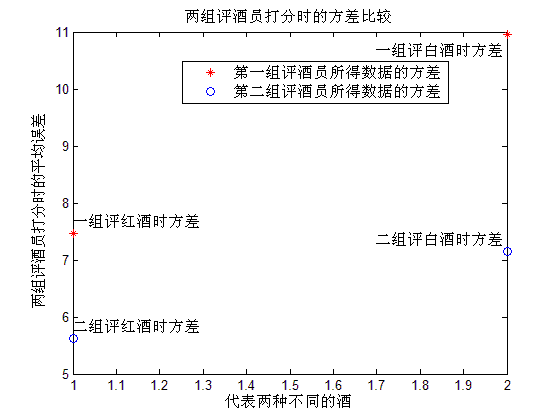 两组评酒员打分时的方差比较
11
一组评白酒时方差
第一组评酒员所得数据的方差
第二组评酒员所得数据的方差
10
9
8
一组评红酒时方差
7
二组评白酒时方差
6
二组评红酒时方差
5
两组评酒员打分时的平均误差
1 1.1 1.2 1.3 1.4 1.5 1.6 1.7 1.8 1.9 2
代表两种不同的酒